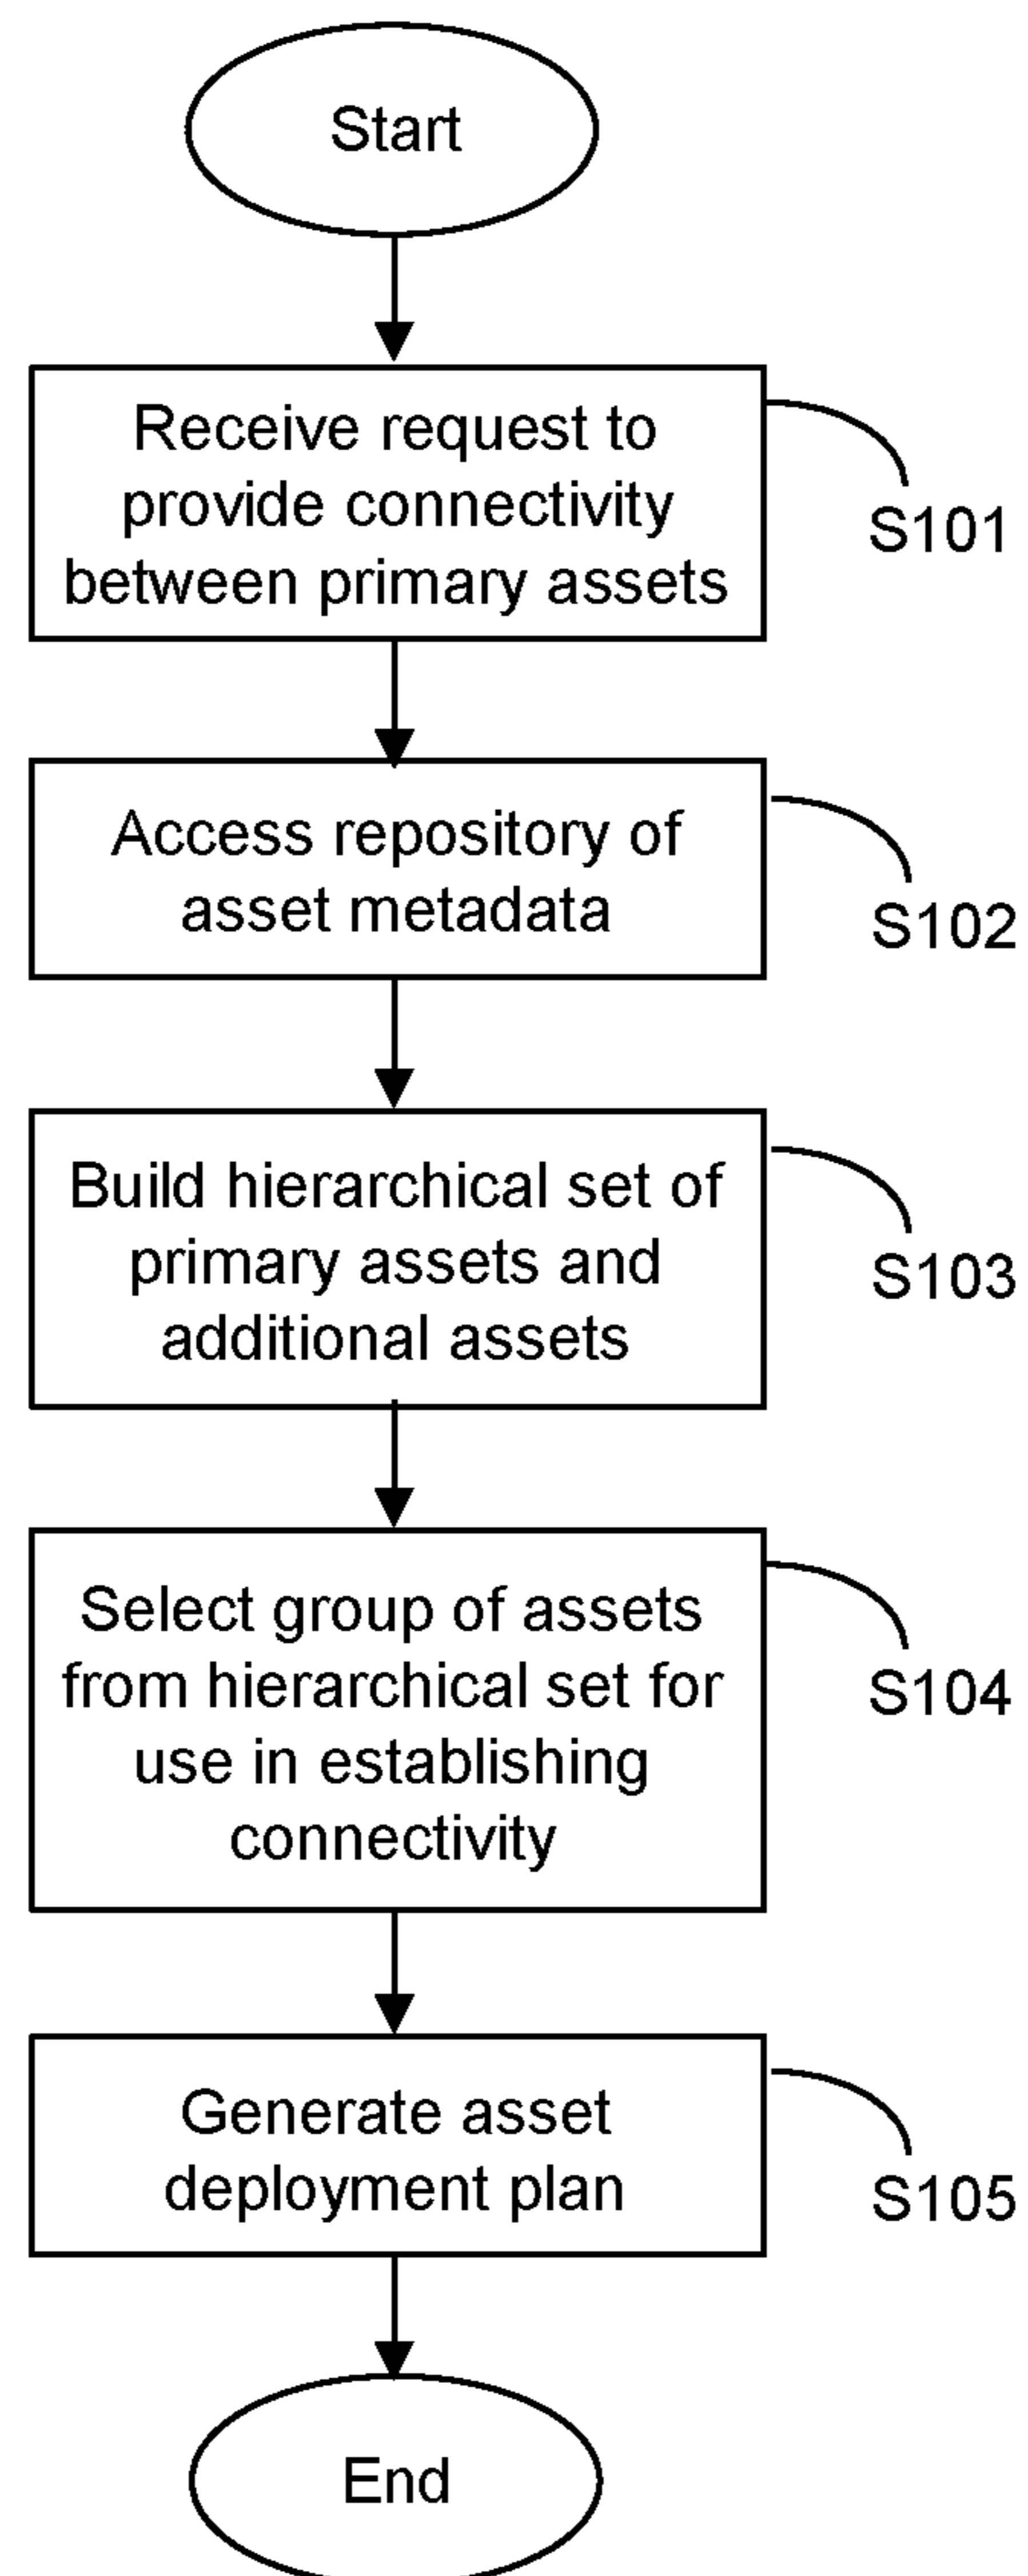 Start
Receive request to
provide connectivity
between primary assets
S101
Access repository of
asset metadata
S102
Build hierarchical set of
primary assets and
additional assets
S103
Select group of assets
from hierarchical set for
use in establishing
connectivity
S104
Generate asset
deployment plan
S105
End